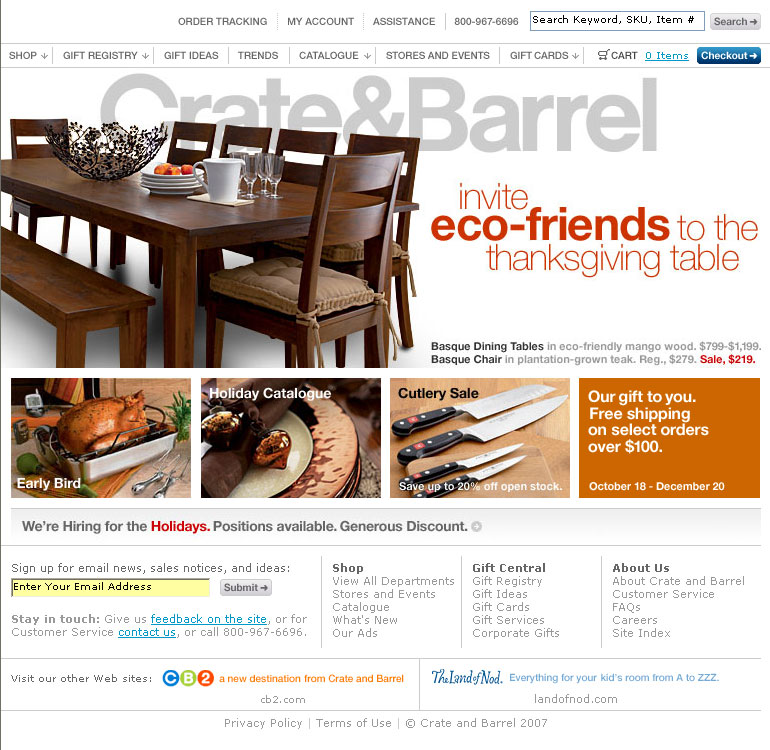 ORDER TRACKING MY ACCOUNT ASSISTANCE 800-967-6696 Search Keyword, SKU, Item # Search
SHOP GIFT REGISTRY GIFT IDEAS TRENDS CATALOGUE STORES AND EVENTS GIFT CARDS CART 0 Items Checkout
Crate&Barrel
invite
eco-friends to the
thanksgiving table
Basque Dining Tables in eco-friendly mango wood. $799-$1,199.
Basque Chair in plantation-grown teak. Reg., $279. Sale, $219.
Early Bird
Holiday Catalogue
Cutlery Sale
Save up to 20% off open stock.
Our gift to you.
Free shipping
on select orders
over $100.
October 18 - December 20
We're Hiring for the Holidays. Positions available. Generous Discount.
Sign up for email news, sales notices, and ideas:
Enter Your Email Address Submit
Stay in touch: Give us feedback on the site, or for
Customer Service contact us, or call 800-967-6696.
Shop
View All Departments
Stores and Events
Catalogue
What's New
Our Ads
Gift Central
Gift Registry
Gift Ideas
Gift Cards
Gift Services
Corporate Gifts
About Us
About Crate and Barrel
Customer Service
FAQs
Careers
Site Index
Visit our other Web sites: CB2 a new destination from Crate and Barrel
cb2.com
The Land of Nod. Everything for your kid's room from A to ZZZ.
landofnod.com
Privacy Policy | Terms of Use | © Crate and Barrel 2007